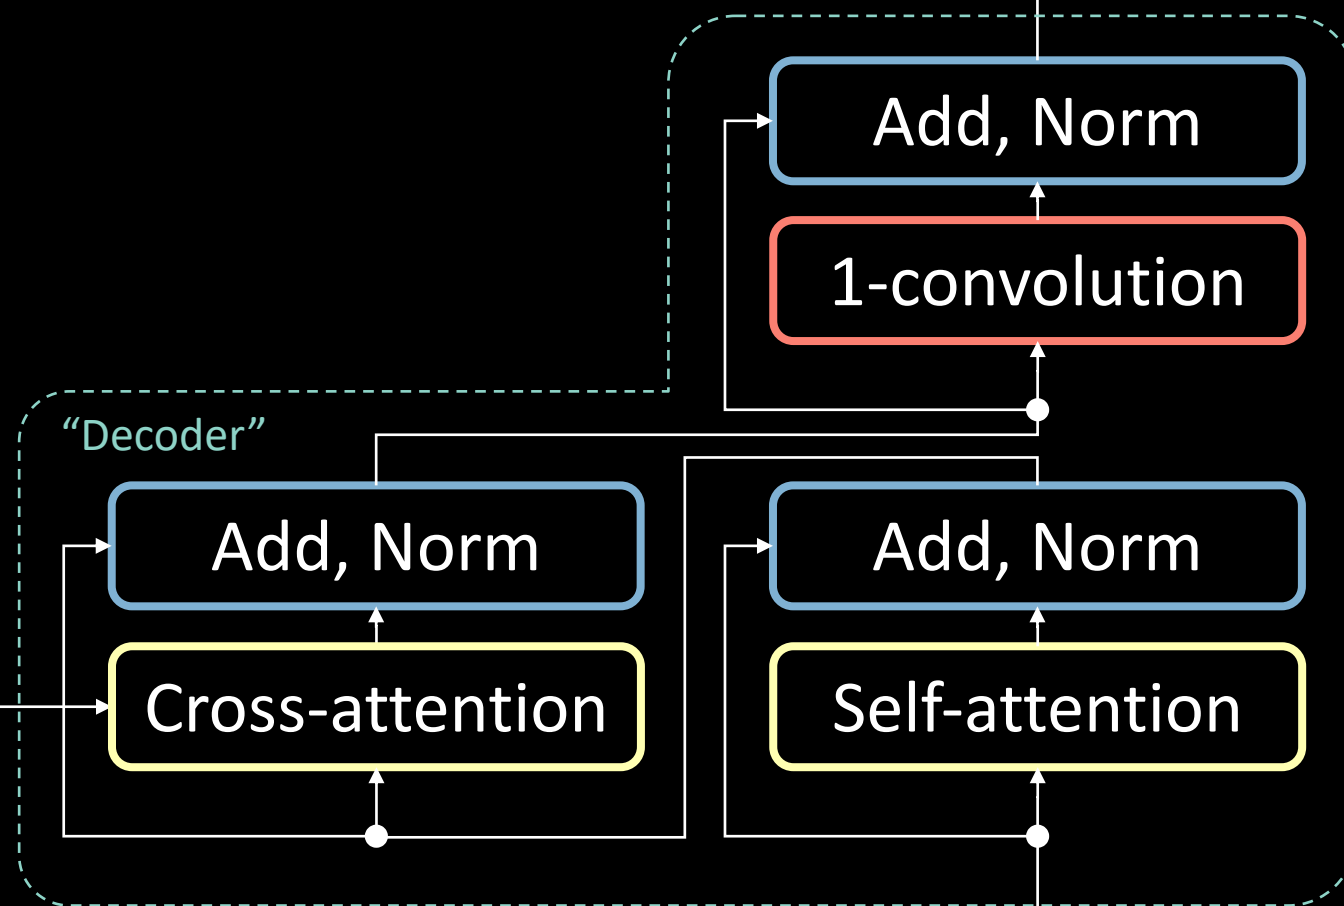 Add, Norm
1-convolution
“Decoder”
Add, Norm
Add, Norm
Cross-attention
Self-attention